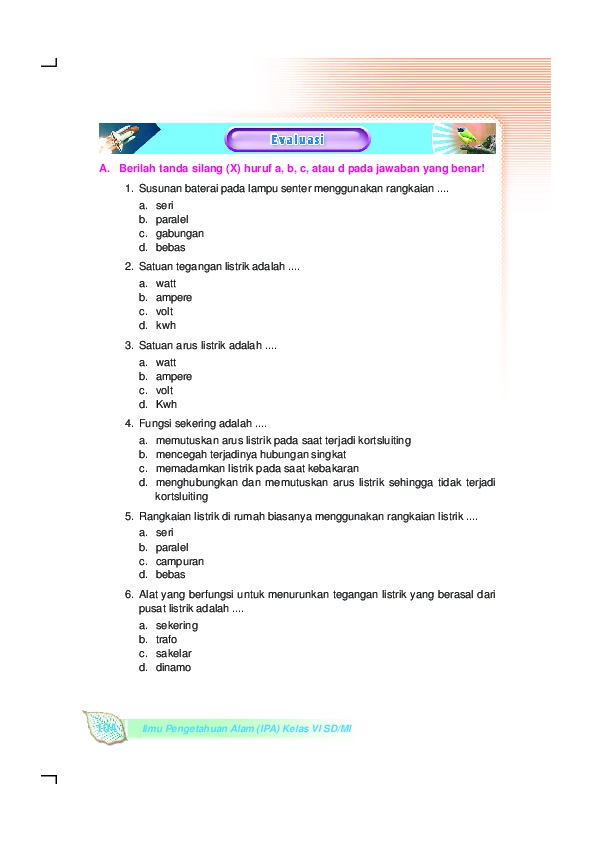 Evaluasi
A. Berilah tanda silang (X) huruf a, b, c, atau d pada jawaban yang benar!
1. Susunan baterai pada lampu senter menggunakan rangkaian ....
a. seri
b. paralel
c. gabungan
d. bebas
2. Satuan tegangan listrik adalah ....
a. watt
b. ampere
c. volt
d. kwh
3. Satuan arus listrik adalah ....
a. watt
b. ampere
c. volt
d. Kwh
4. Fungsi sekering adalah ....
a. memutuskan arus listrik pada saat terjadi kortsluiting
b. mencegah terjadinya hubungan singkat
c. memadamkan listrik pada saat kebakaran
d. menghubungkan dan memutuskan arus listrik sehingga tidak terjadi
kortsluiting
5. Rangkaian listrik di rumah biasanya menggunakan rangkaian listrik ....
a. seri
b. paralel
c. campuran
d. bebas
6. Alat yang berfungsi untuk menurunkan tegangan listrik yang berasal dari
pusat listrik adalah ....
a. sekering
b. trafo
c. sakelar
d. dinamo
Ilmu Pengetahuan Alam (IPA) Kelas VI SD/MI